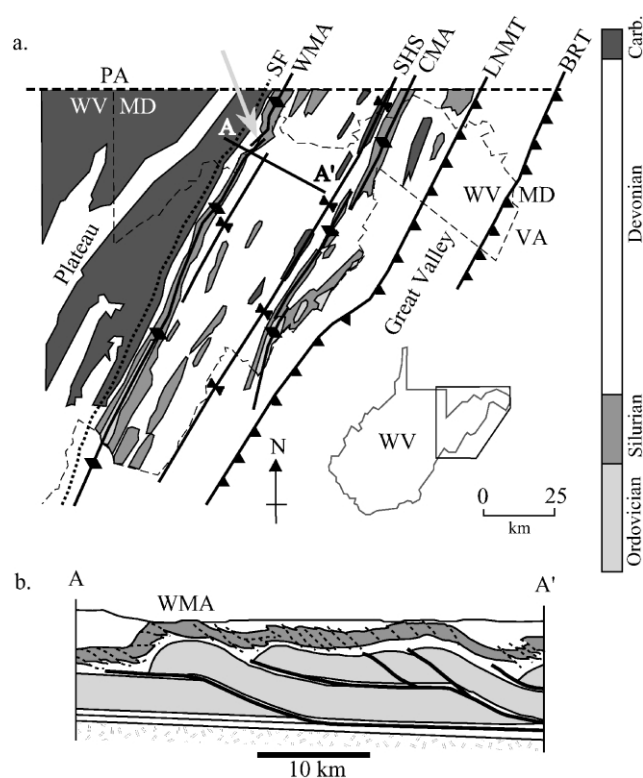 a.
PA
WV
MD
A
A'
SF
WMA
SHS
CMA
LNMT
BRT
Plateau
WV
MD
VA
Great Valley
WV
N
0
25
km
Carb.
Devonian
Silurian
Ordovician
b.
A
WMA
A'
10 km